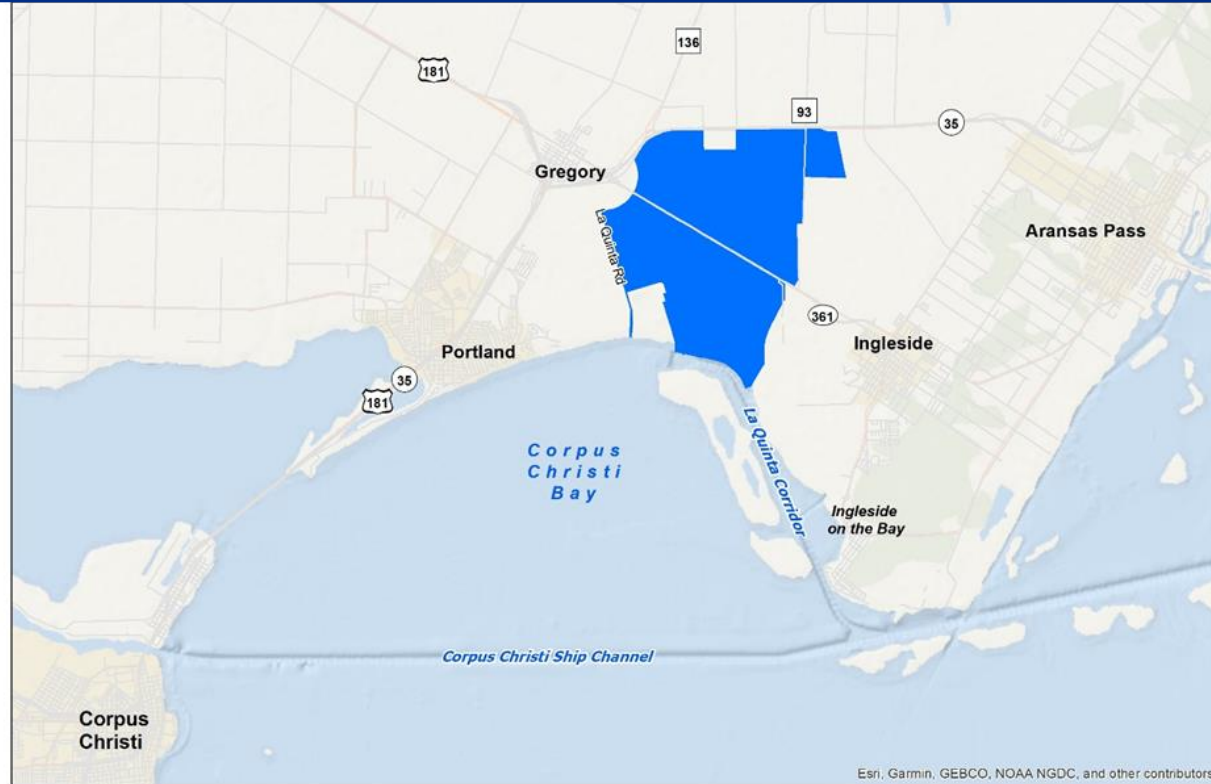 136
181
93
35
Gregory
La Quinta Rd
Aransas Pass
361
Ingleside
Portland
35
181
Corpus
Christi
Bay
La Quinta Corridor
Ingleside
on the Bay
Corpus Christi Ship Channel
Corpus
Christi
Esri, Garmin, GEBCO, NOAA NGDC, and other contributors